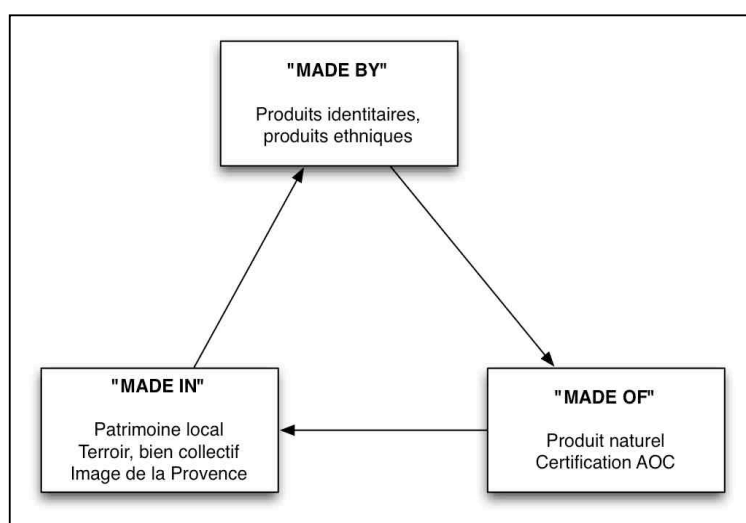 "MADE BY"
Produits identitaires,
produits ethniques
"MADE IN"
Patrimoine local
Terroir, bien collectif
Image de la Provence
"MADE OF"
Produit naturel
Certification AOC